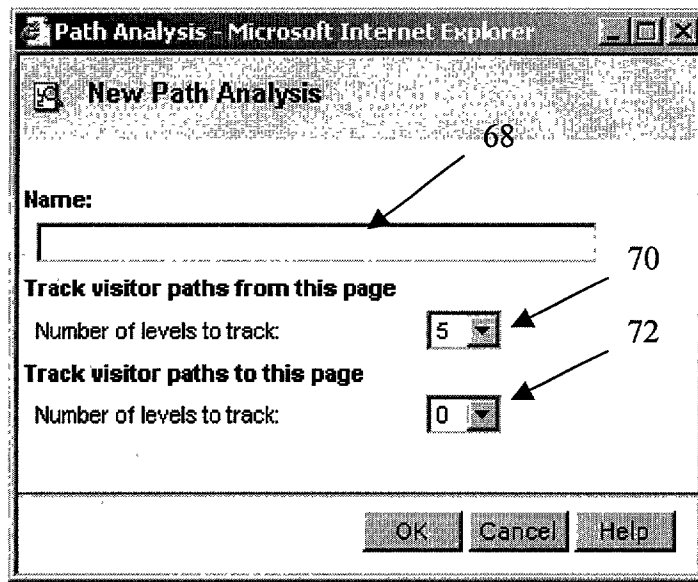 Path Analysis - Microsoft Internet Explorer
New Path Analysis
68
Name:
70
Track visitor paths from this page
Number of levels to track: 5
72
Track visitor paths to this page
Number of levels to track: 0
OK Cancel Help